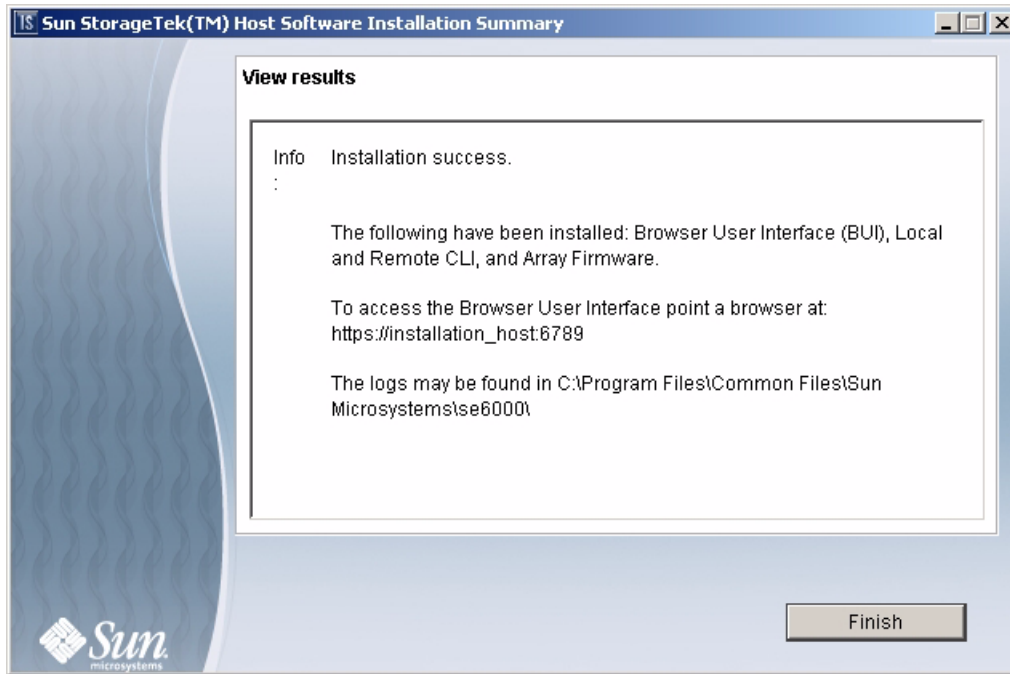 Sun StorageTek(TM) Host Software Installation Summary
View results
Info
:
Installation success.
The following have been installed: Browser User Interface (BUI), Local
and Remote CLI, and Array Firmware.
To access the Browser User Interface point a browser at:
https://installation_host:6789
The logs may be found in C:\Program Files\Common Files\Sun
Microsystems\se6000\
Finish
Sun
microsystems